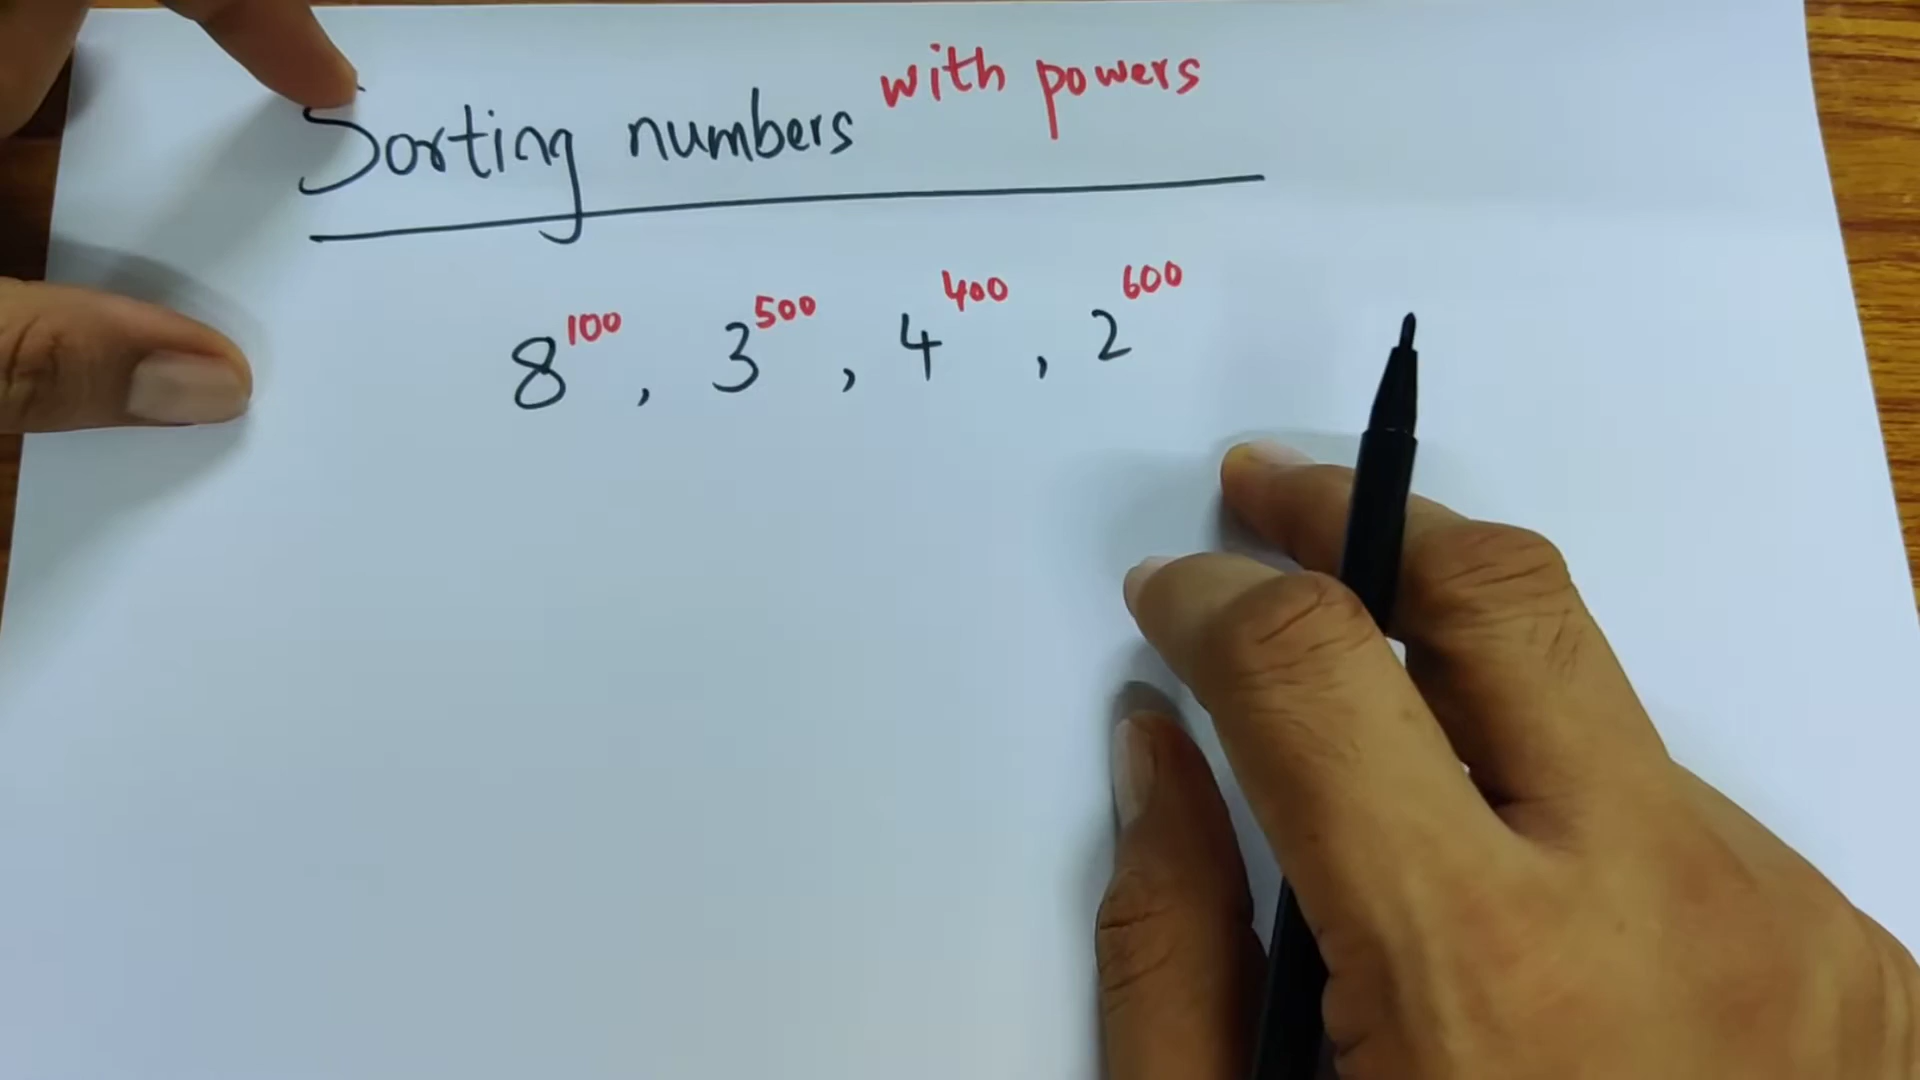 Sorting numbers with powers
8^100 , 3^500 , 4^400 , 2^600